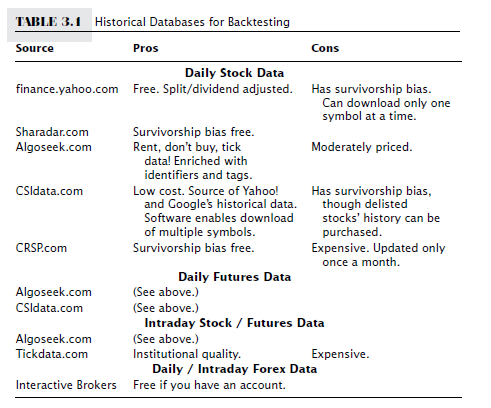 TABLE 3.1 Historical Databases for Backtesting
Source Pros Cons
Daily Stock Data
finance.yahoo.com Free. Split/dividend adjusted. Has survivorship bias.
Can download only one
symbol at a time.
Sharadar.com Survivorship bias free.
Algoseek.com Rent, don't buy, tick Moderately priced.
data! Enriched with
identifiers and tags.
CSIdata.com Low cost. Source of Yahoo! Has survivorship bias,
and Google's historical data. though delisted
Software enables download stocks' history can be
of multiple symbols. purchased.
CRSP.com Survivorship bias free. Expensive. Updated only
once a month.
Daily Futures Data
Algoseek.com (See above.)
CSIdata.com (See above.)
Intraday Stock / Futures Data
Algoseek.com (See above.)
Tickdata.com Institutional quality. Expensive.
Daily / Intraday Forex Data
Interactive Brokers Free if you have an account.